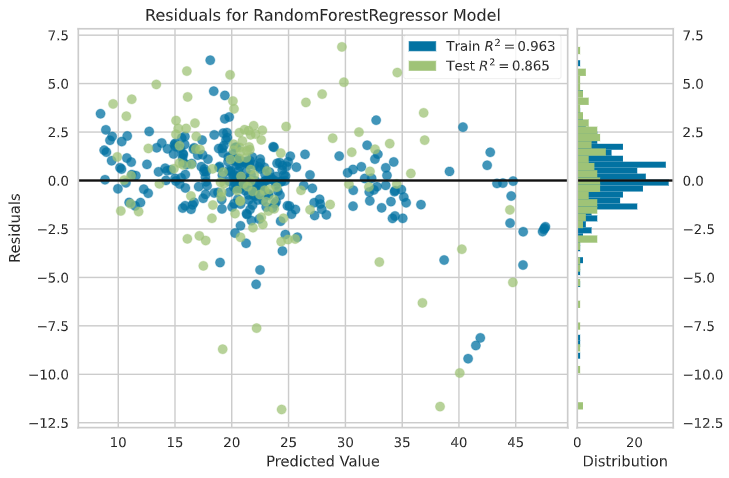 Residuals for RandomForestRegressor Model
Train R² = 0.963
Test R² = 0.865
Residuals
7.5
5.0
2.5
0.0
−2.5
−5.0
−7.5
−10.0
−12.5
10 15 20 25 30 35 40 45
Predicted Value
7.5
5.0
2.5
0.0
−2.5
−5.0
−7.5
−10.0
−12.5
0 20
Distribution